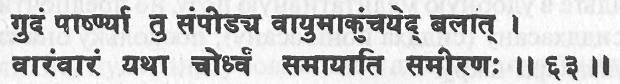 गुदं पार्ष्ण्या तु संपीड्य वायुमाकुंचयेद् बलात् ।
वारंवारं यथा चोर्ध्वं समायाति समीरणः ॥ ६३ ॥